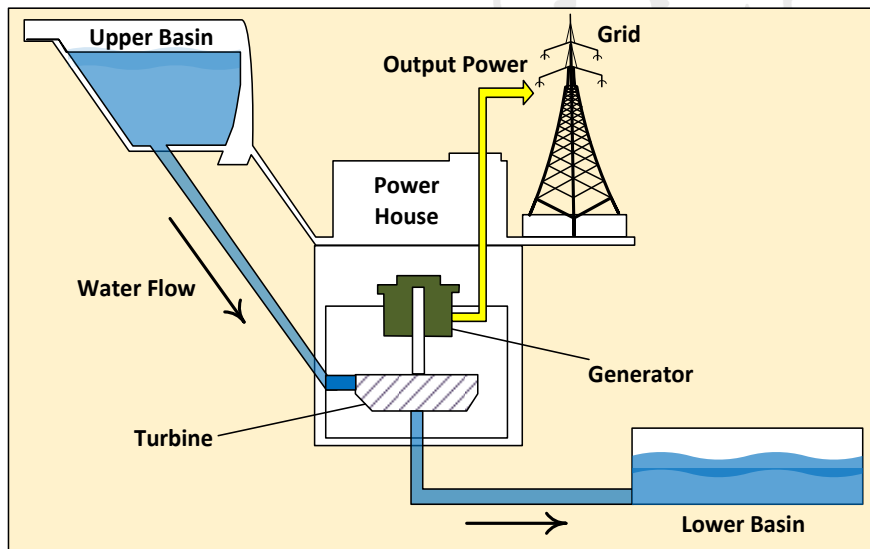 Upper Basin
Grid
Output Power
Power
House
Water Flow
Generator
Turbine
Lower Basin